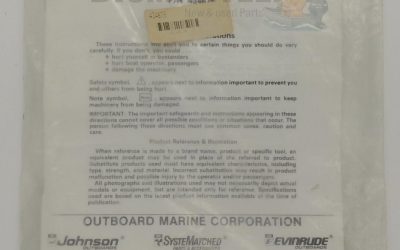 New & used Parts
These instructions
to certain things you should do very
carefully. If you don't, you could
• hurt yourself or bystanders
• hurt boat operator, passengers
• damage the machinery
Safety symbol, appears next to information important to prevent you
and others from being hurt.
Note symbol, appears next to information important to keep
machinery from being damaged.
IMPORTANT: The important safeguards and instructions appearing in these
directions cannot cover all possible conditions or situations that occur. The
person following these directions must use common sense, caution and
care.
Product Reference & Illustration
When reference is made to a brand name, product or specific tool, an
equivalent product may be used in place of the referred to product.
Substitute products used must have equivalent characteristics, including
type, strength, and material. Incorrect substitution may result in product
malfunction and possible injury to the operator and/or passengers.
All photographs and illustrations used may not necessarily depict actual
models or equipment, but are intended only for reference. Specifications
used are based on the latest product information available at the time of
publication.
OUTBOARD MARINE CORPORATION
Johnson SYSTEMATCHED EVINRUDE
OUTBOARDS OUTBOARDS